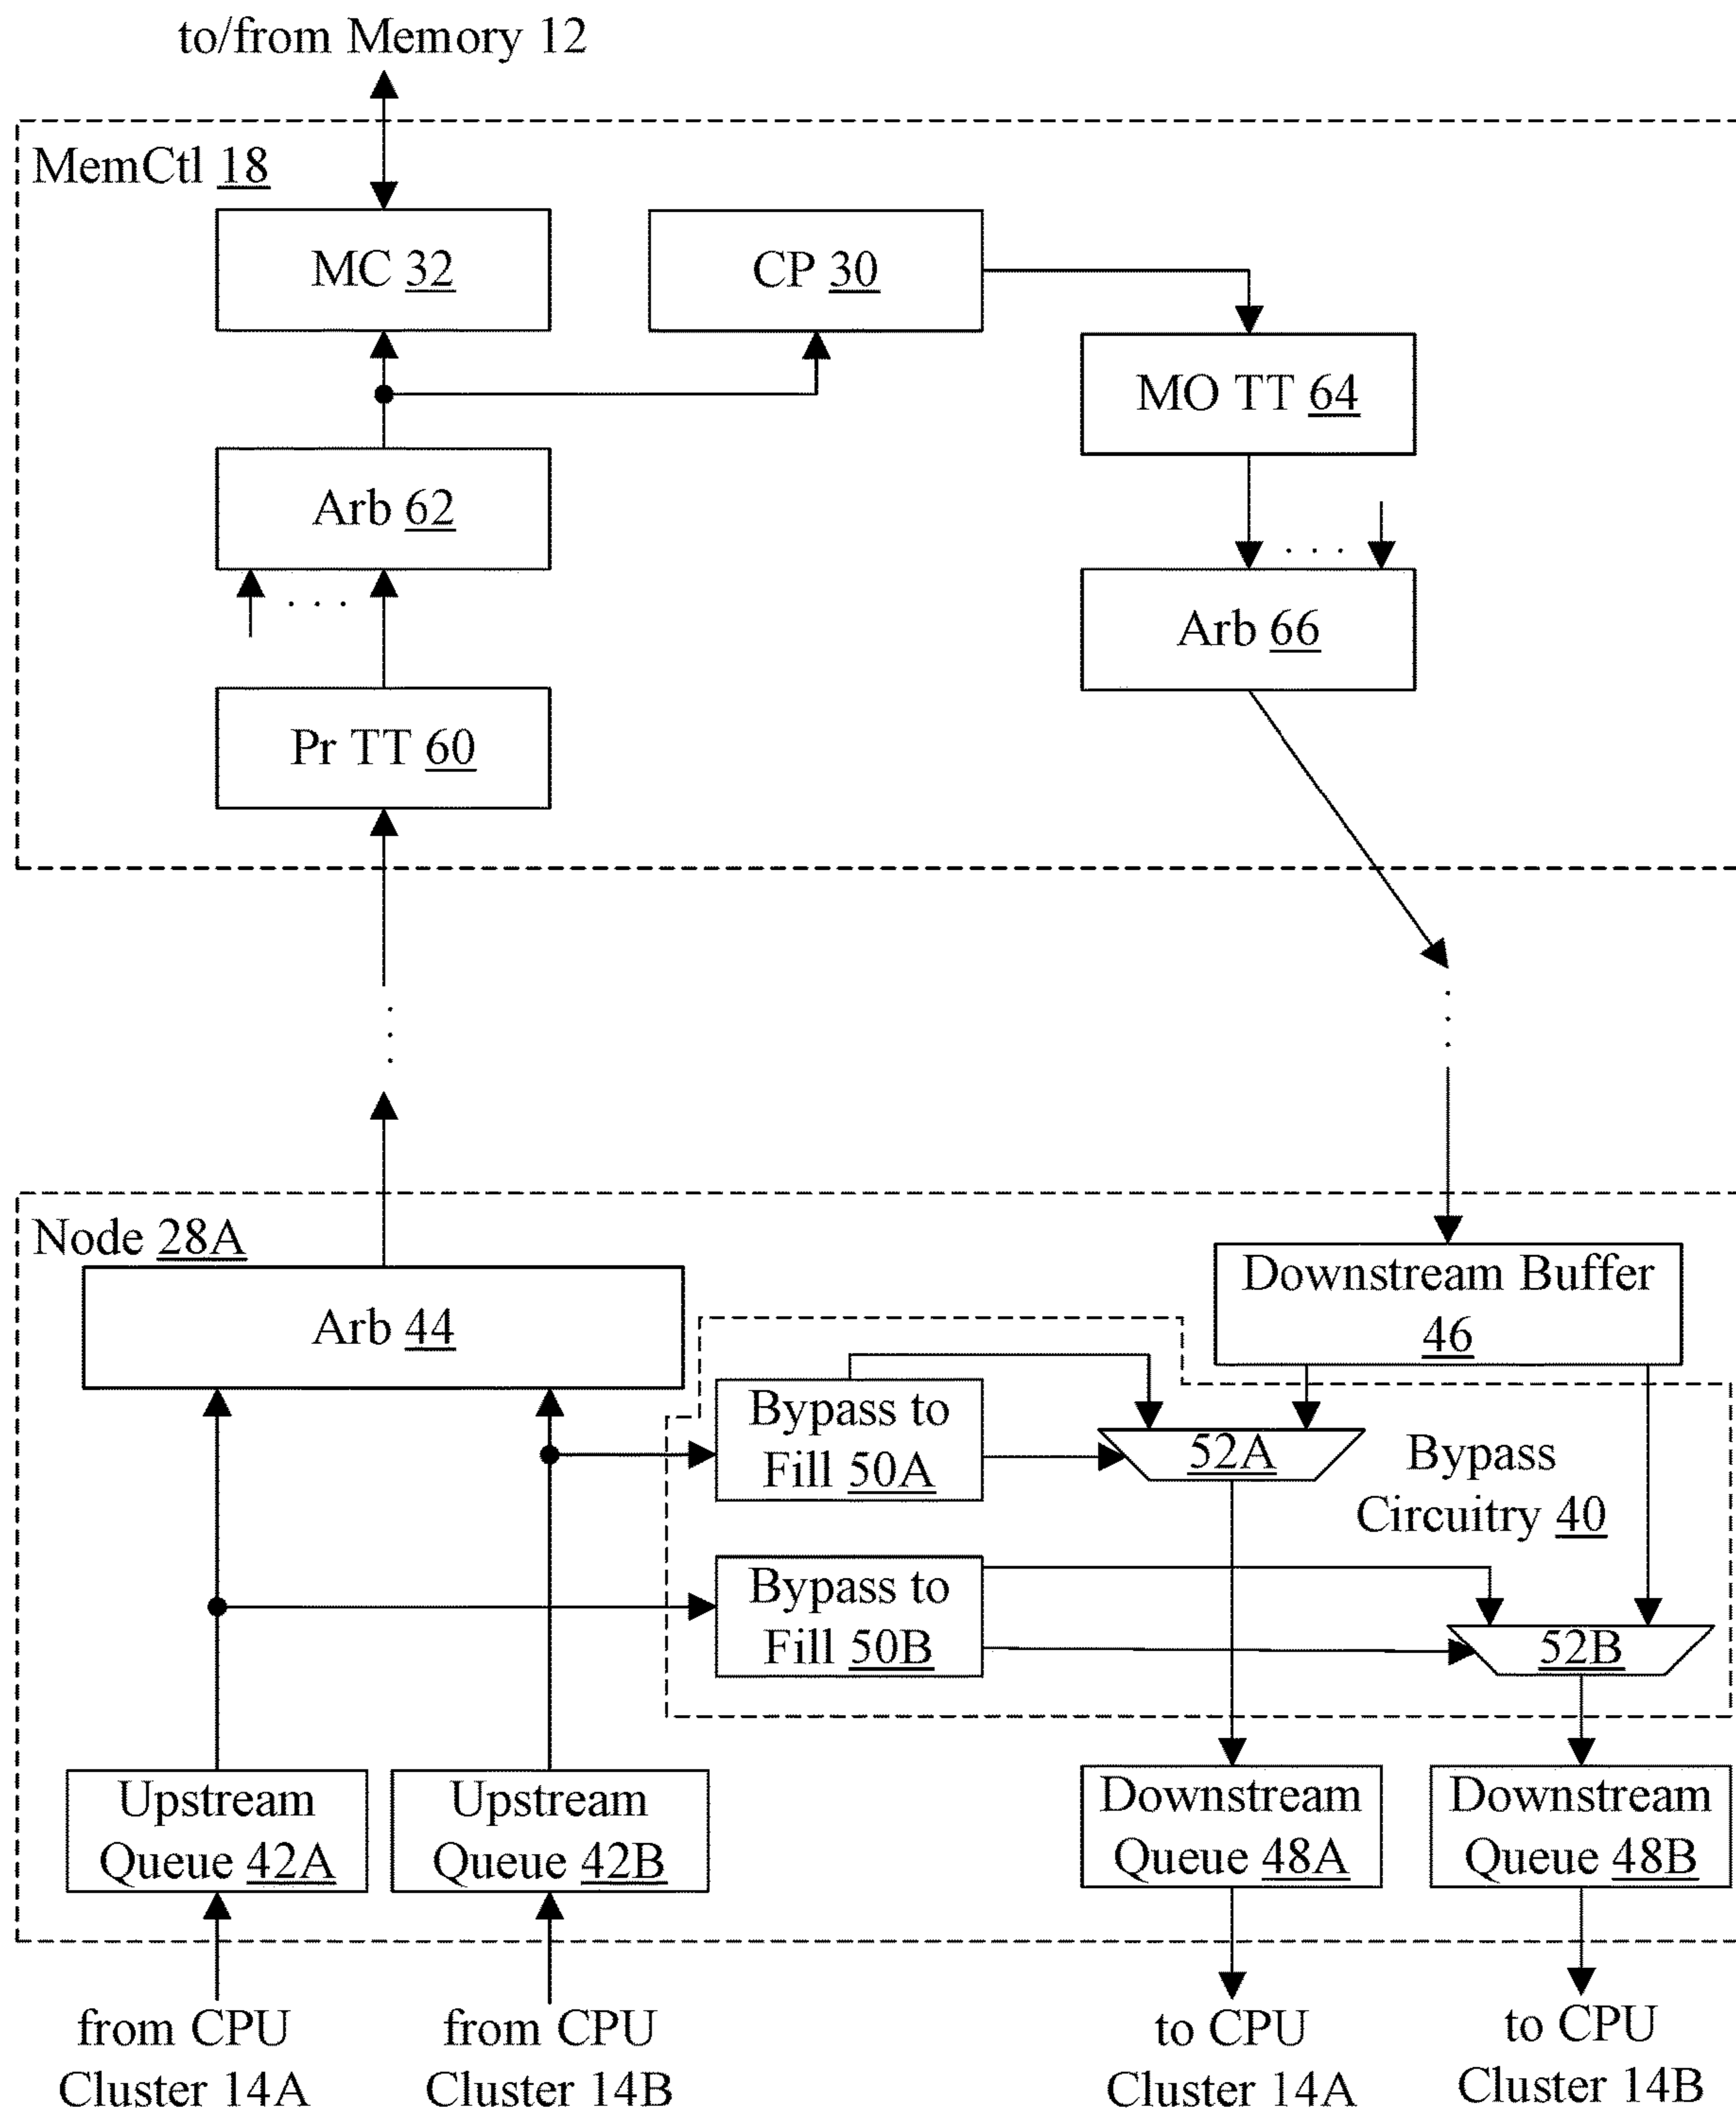 to/from Memory 12
MemCtl 18
MC 32
CP 30
MO TT 64
Arb 62
. . .
. . .
Arb 66
Pr TT 60
Node 28A
Arb 44
Downstream Buffer
46
Bypass to
Fill 50A
52A
Bypass
Circuitry 40
Bypass to
Fill 50B
52B
Upstream
Queue 42A
Upstream
Queue 42B
Downstream
Queue 48A
Downstream
Queue 48B
from CPU
Cluster 14A
from CPU
Cluster 14B
to CPU
Cluster 14A
to CPU
Cluster 14B